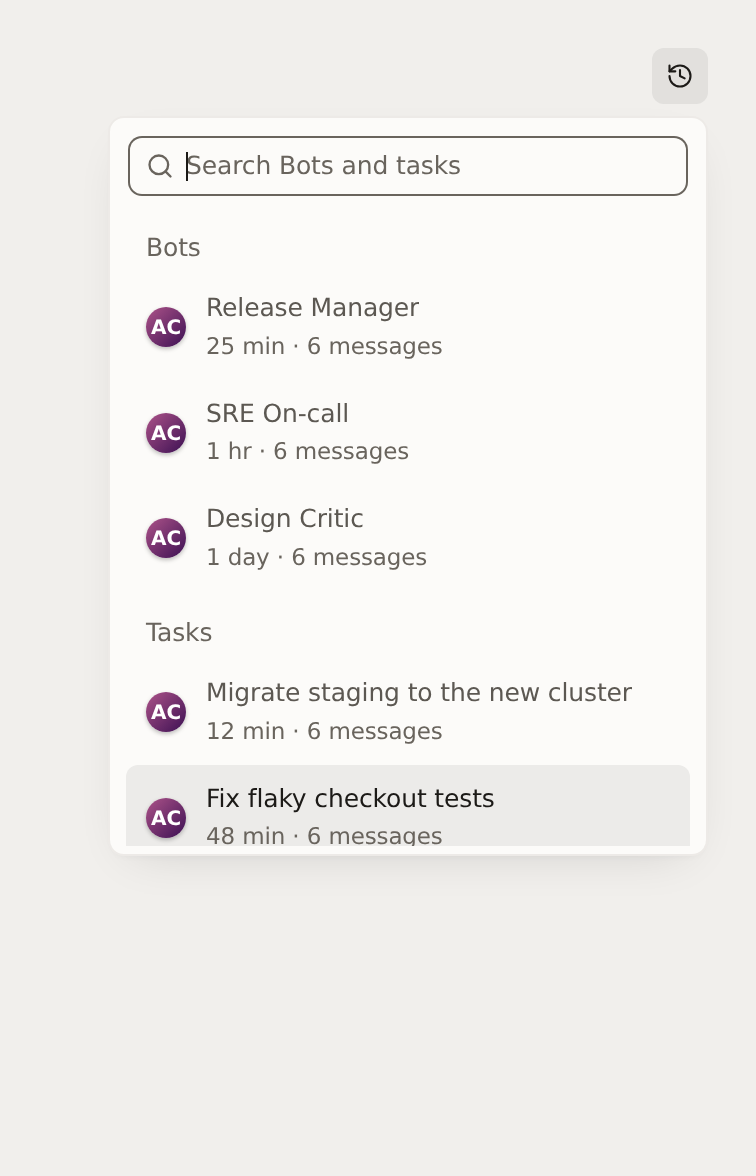 Search Bots and tasks
Bots
AC
Release Manager
25 min · 6 messages
AC
SRE On-call
1 hr · 6 messages
AC
Design Critic
1 day · 6 messages
Tasks
AC
Migrate staging to the new cluster
12 min · 6 messages
AC
Fix flaky checkout tests
48 min · 6 messages